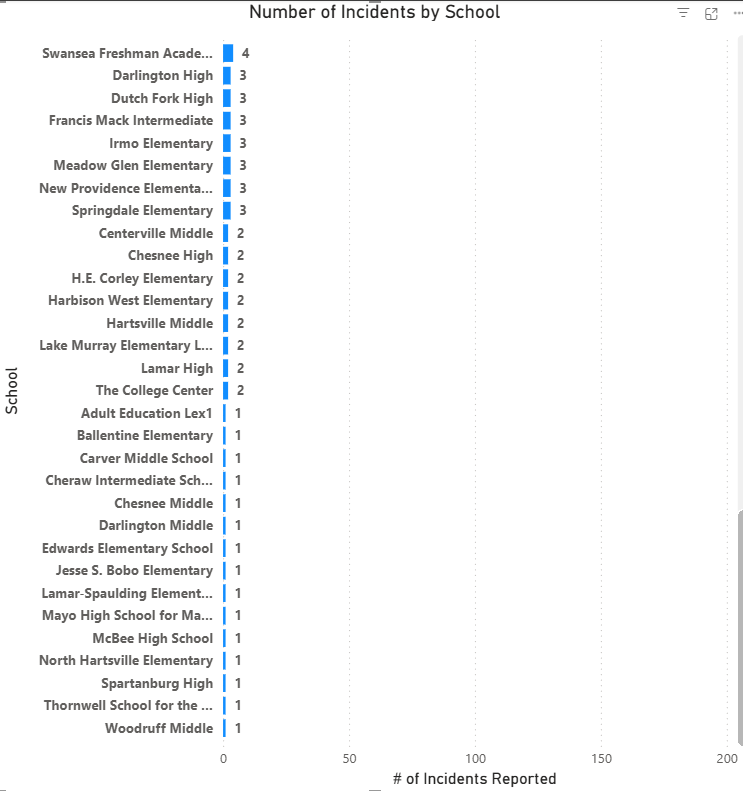 Number of Incidents by School
Swansea Freshman Acade... 4
Darlington High 3
Dutch Fork High 3
Francis Mack Intermediate 3
Irmo Elementary 3
Meadow Glen Elementary 3
New Providence Elementa... 3
Springdale Elementary 3
Centerville Middle 2
Chesnee High 2
H.E. Corley Elementary 2
Harbison West Elementary 2
Hartsville Middle 2
Lake Murray Elementary L... 2
Lamar High 2
The College Center 2
Adult Education Lex1 1
Ballentine Elementary 1
Carver Middle School 1
Cheraw Intermediate Sch... 1
Chesnee Middle 1
Darlington Middle 1
Edwards Elementary School 1
Jesse S. Bobo Elementary 1
Lamar-Spaulding Element... 1
Mayo High School for Ma... 1
McBee High School 1
North Hartsville Elementary 1
Spartanburg High 1
Thornwell School for the ... 1
Woodruff Middle 1
School
0 50 100 150 200
# of Incidents Reported